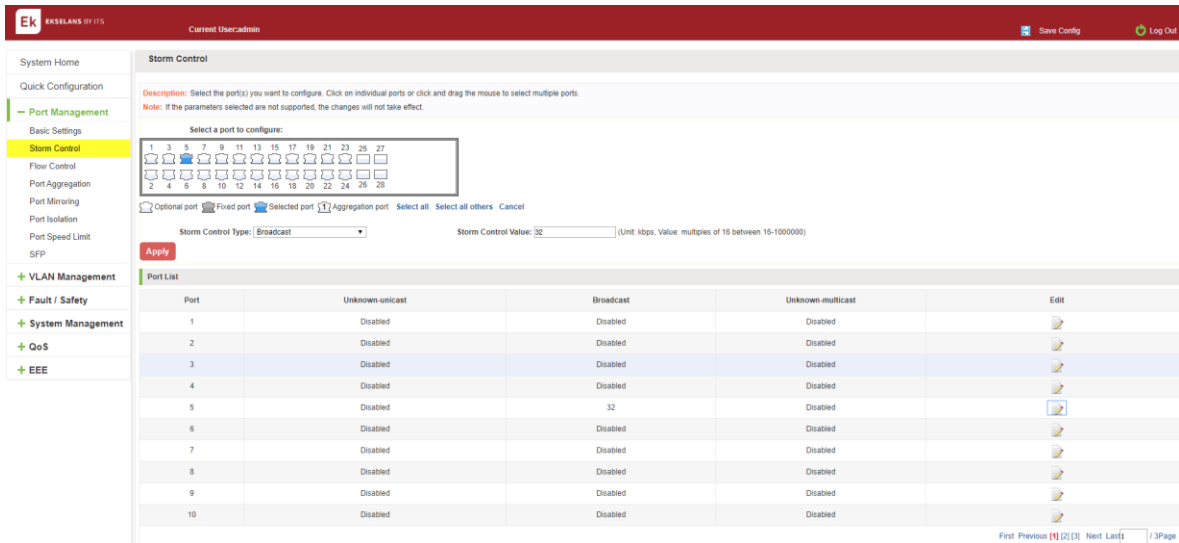 Ek EKSELANS BY ITS
Current User:admin
Save Config
Log Out
System Home
Quick Configuration
Port Management
Basic Settings
Storm Control
Flow Control
Port Aggregation
Port Mirroring
Port Isolation
Port Speed Limit
SFP
VLAN Management
Fault / Safety
System Management
QoS
EEE
Storm Control
Description: Select the port(s) you want to configure. Click on individual ports or click and drag the mouse to select multiple ports.
Note: If the parameters selected are not supported, the changes will not take effect.
Select a port to configure:
1 3 5 7 9 11 13 15 17 19 21 23 25 27
2 4 6 8 10 12 14 16 18 20 22 24 26 28
Optional port Fixed port Selected port 1 Aggregation port Select all Select all others Cancel
Storm Control Type: Broadcast Storm Control Value: 32 (Unit: kbps, Value: multiples of 16 between 16-1000000)
Apply
Port List
Port Unknown-unicast Broadcast Unknown-multicast Edit
1 Disabled Disabled Disabled
2 Disabled Disabled Disabled
3 Disabled Disabled Disabled
4 Disabled Disabled Disabled
5 Disabled 32 Disabled
6 Disabled Disabled Disabled
7 Disabled Disabled Disabled
8 Disabled Disabled Disabled
9 Disabled Disabled Disabled
10 Disabled Disabled Disabled
First Previous [1] [2] [3] Next Last 1 / 3Page